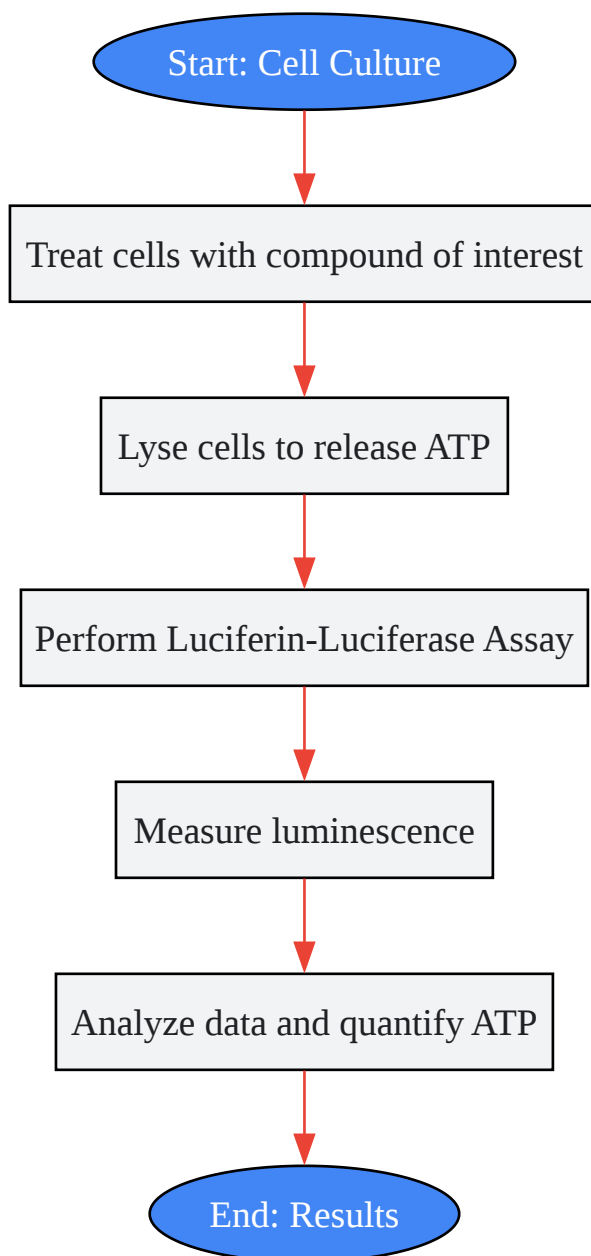 Start: Cell Culture
Treat cells with compound of interest
Lyse cells to release ATP
Perform Luciferin-Luciferase Assay
Measure luminescence
Analyze data and quantify ATP
End: Results